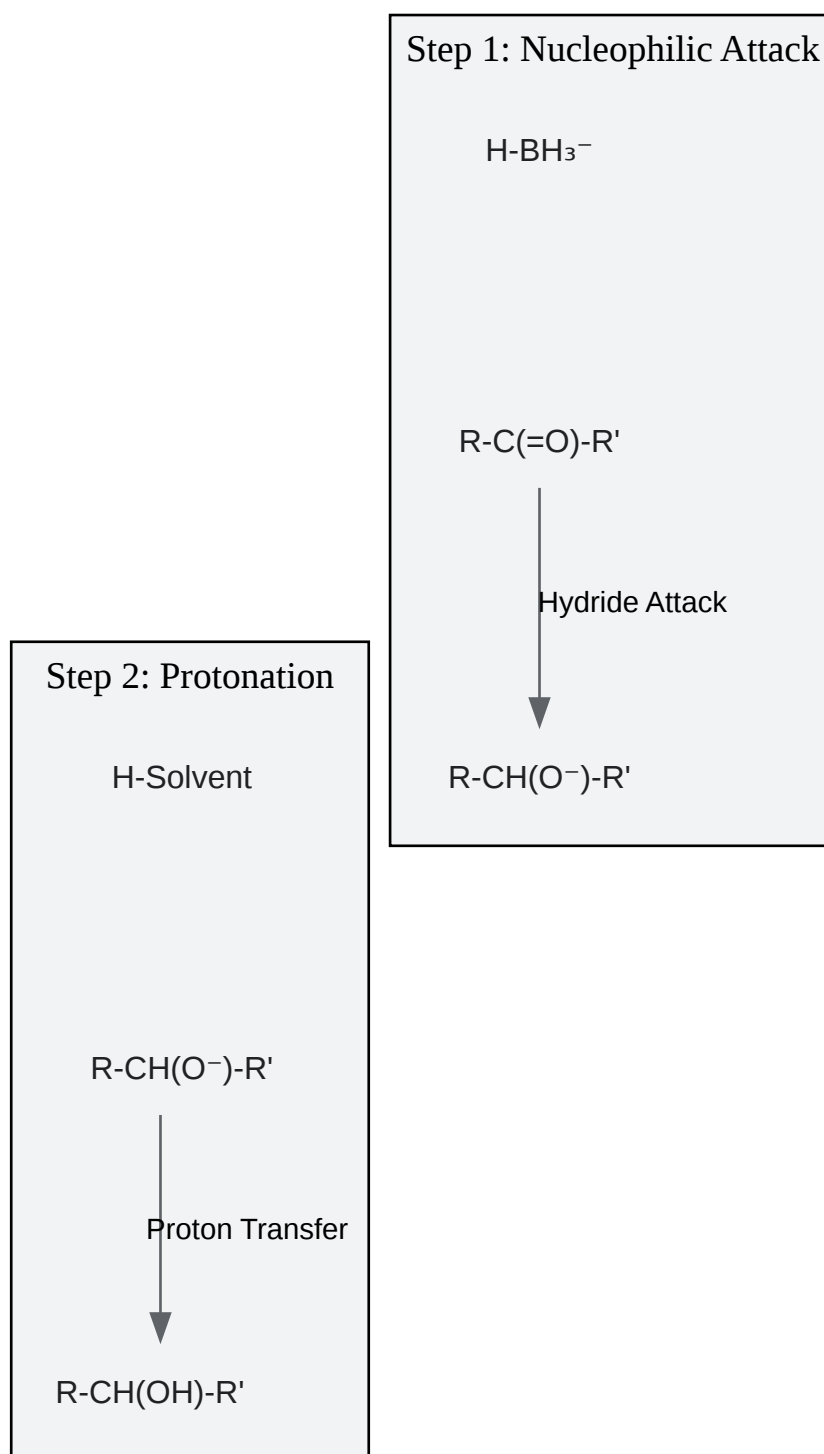 Step 1: Nucleophilic Attack
H-BH₃⁻
R-C(=O)-R'
Hydride Attack
R-CH(O⁻)-R'
Step 2: Protonation
H-Solvent
R-CH(O⁻)-R'
Proton Transfer
R-CH(OH)-R'